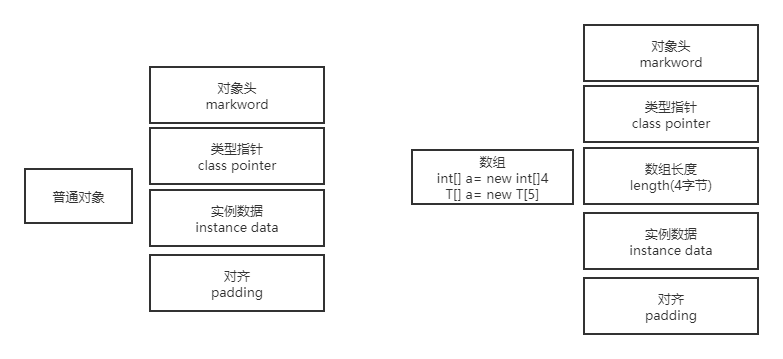 普通对象
对象头
markword
类型指针
class pointer
实例数据
instance data
对齐
padding
数组
int[] a= new int[]4
T[] a= new T[5]
对象头
markword
类型指针
class pointer
数组长度
length(4字节)
实例数据
instance data
对齐
padding